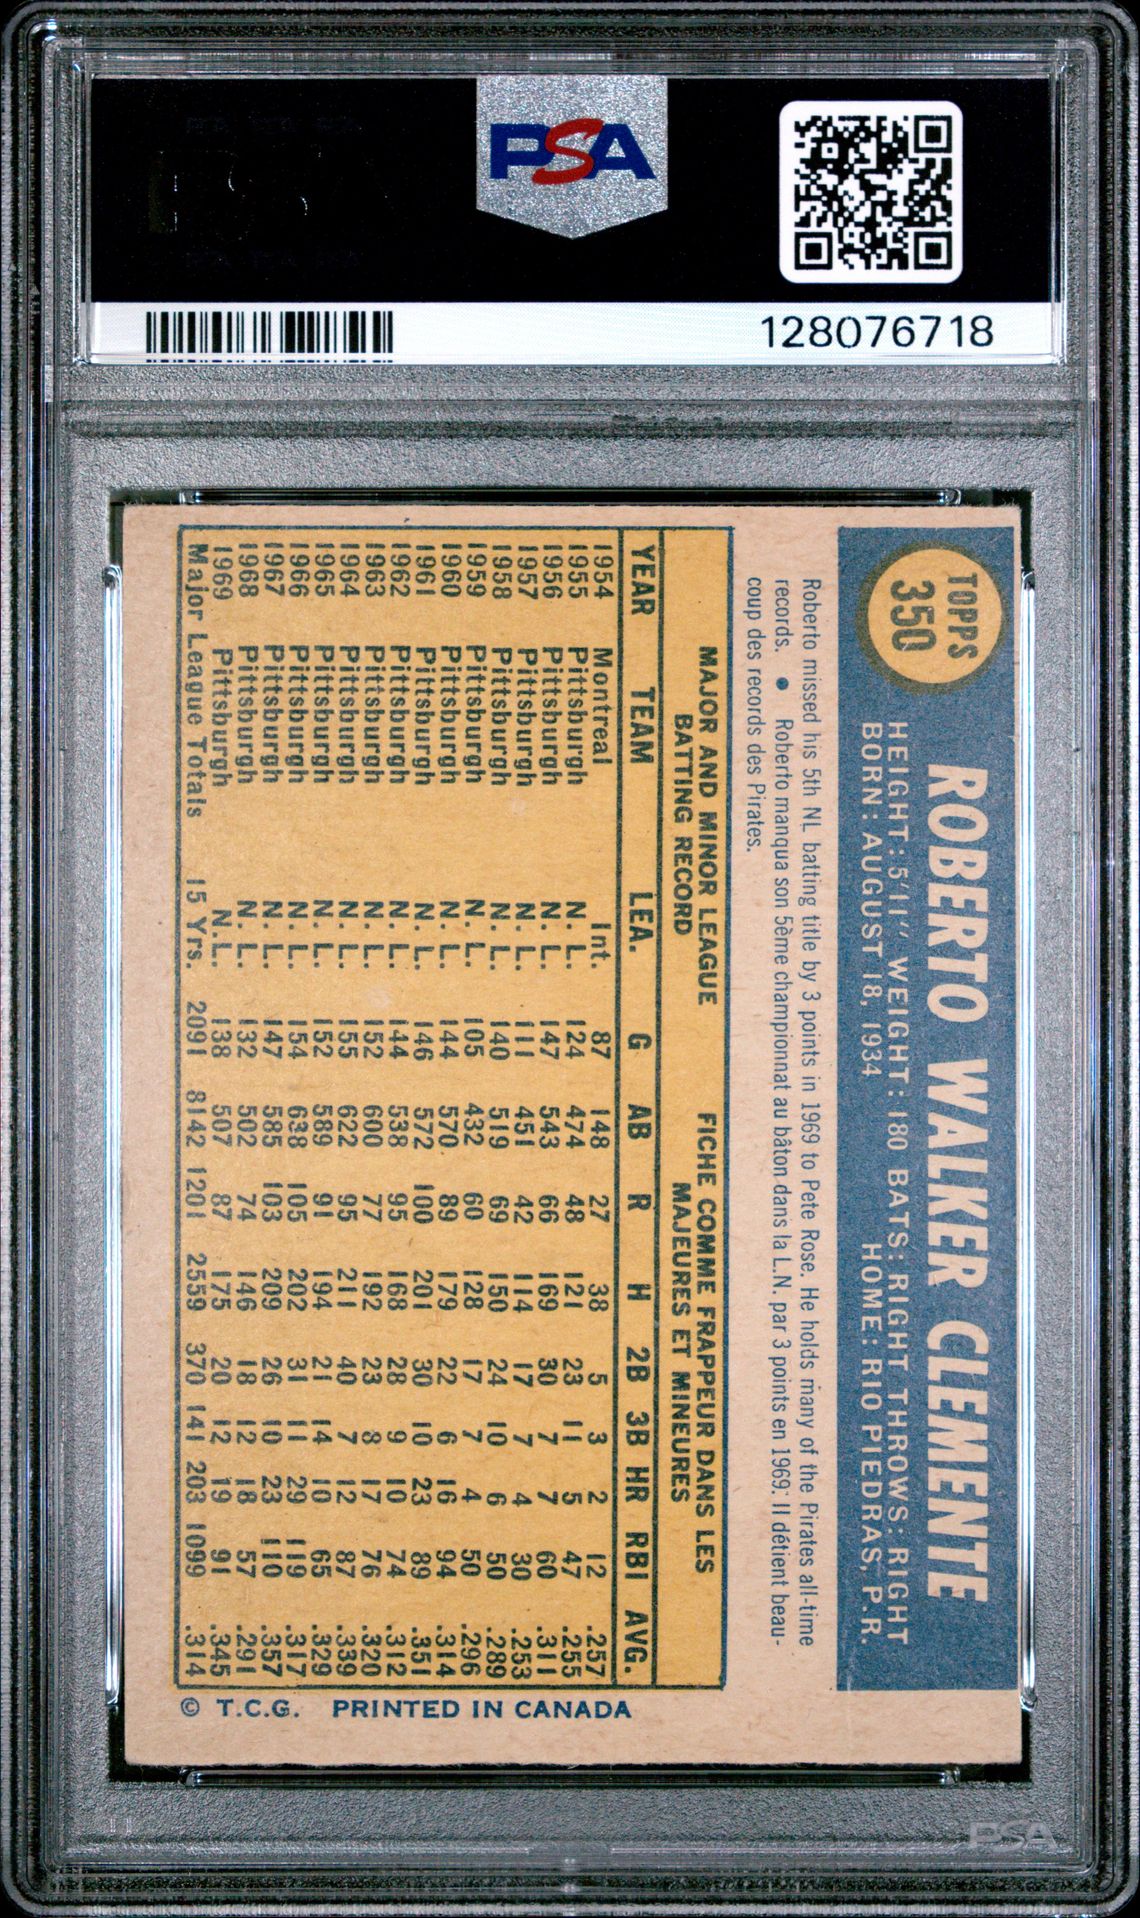 PSA
128076718
TOPPS
350
ROBERTO WALKER CLEMENTE
HEIGHT: 5'11" WEIGHT: 180 BATS: RIGHT THROWS: RIGHT
BORN: AUGUST 18, 1934 HOME: RIO PIEDRAS, P.R.
Roberto missed his 5th NL batting title by 3 points in 1969 to Pete Rose. He holds many of the Pirates all-time
records. ● Roberto manqua son 5ème championnat au bâton dans la L.N. par 3 points en 1969. Il détient beau-
coup des records des Pirates.
MAJOR AND MINOR LEAGUE FICHE COMME FRAPPEUR DANS LES
BATTING RECORD MAJEURES ET MINEURES
YEAR TEAM LEA. G AB R H 2B 3B HR RBI AVG.
1954 Montreal Int. 87 148 27 38 5 3 2 12 .257
1955 Pittsburgh N. L. 124 474 48 121 23 11 5 47 .255
1956 Pittsburgh N. L. 147 543 66 169 30 7 7 60 .311
1957 Pittsburgh N. L. 111 451 42 114 17 7 4 30 .253
1958 Pittsburgh N. L. 140 519 69 150 24 10 6 50 .289
1959 Pittsburgh N. L. 105 432 60 128 17 7 4 50 .296
1960 Pittsburgh N. L. 144 570 89 179 22 6 16 94 .314
1961 Pittsburgh N. L. 146 572 100 201 30 10 23 89 .351
1962 Pittsburgh N. L. 144 538 95 168 28 9 10 74 .312
1963 Pittsburgh N. L. 152 600 77 192 23 8 17 76 .320
1964 Pittsburgh N. L. 155 622 95 211 40 7 12 87 .339
1965 Pittsburgh N. L. 152 589 91 194 21 14 10 65 .329
1966 Pittsburgh N. L. 154 638 105 202 31 11 29 119 .317
1967 Pittsburgh N. L. 147 585 103 209 26 10 23 110 .357
1968 Pittsburgh N. L. 132 502 74 146 18 12 18 57 .291
1969 Pittsburgh N.L. 138 507 87 175 20 12 19 91 .345
Major League Totals 15 Yrs. 2091 8142 1201 2559 370 141 203 1099 .314
© T.C.G. PRINTED IN CANADA
PSA